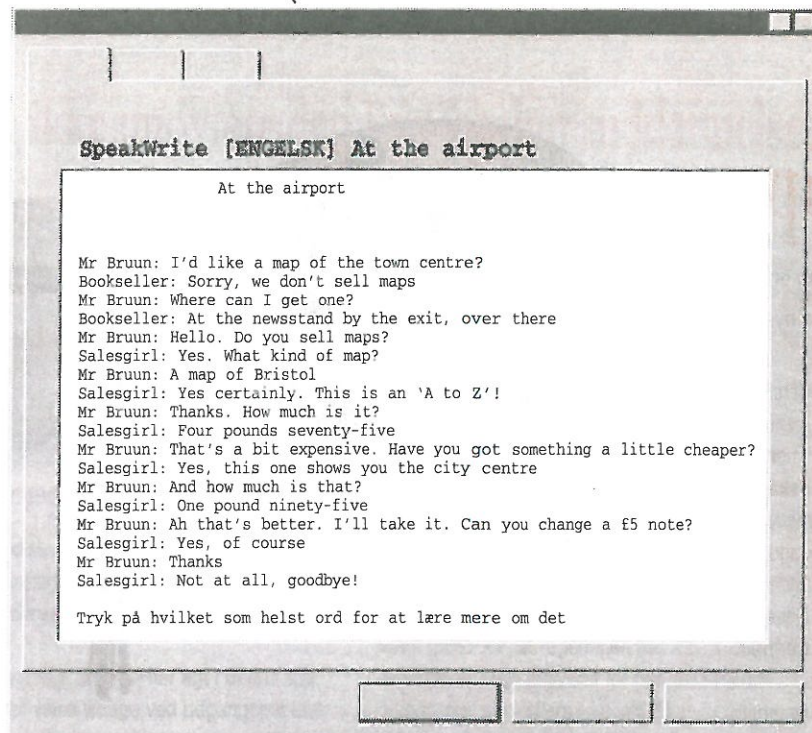 SpeakWrite [ENGELSK] At the airport
At the airport
Mr Bruun: I'd like a map of the town centre?
Bookseller: Sorry, we don't sell maps
Mr Bruun: Where can I get one?
Bookseller: At the newsstand by the exit, over there
Mr Bruun: Hello. Do you sell maps?
Salesgirl: Yes. What kind of map?
Mr Bruun: A map of Bristol
Salesgirl: Yes certainly. This is an 'A to Z'!
Mr Bruun: Thanks. How much is it?
Salesgirl: Four pounds seventy-five
Mr Bruun: That's a bit expensive. Have you got something a little cheaper?
Salesgirl: Yes, this one shows you the city centre
Mr Bruun: And how much is that?
Salesgirl: One pound ninety-five
Mr Bruun: Ah that's better. I'll take it. Can you change a £5 note?
Salesgirl: Yes, of course
Mr Bruun: Thanks
Salesgirl: Not at all, goodbye!
Tryk på hvilket som helst ord for at lære mere om det